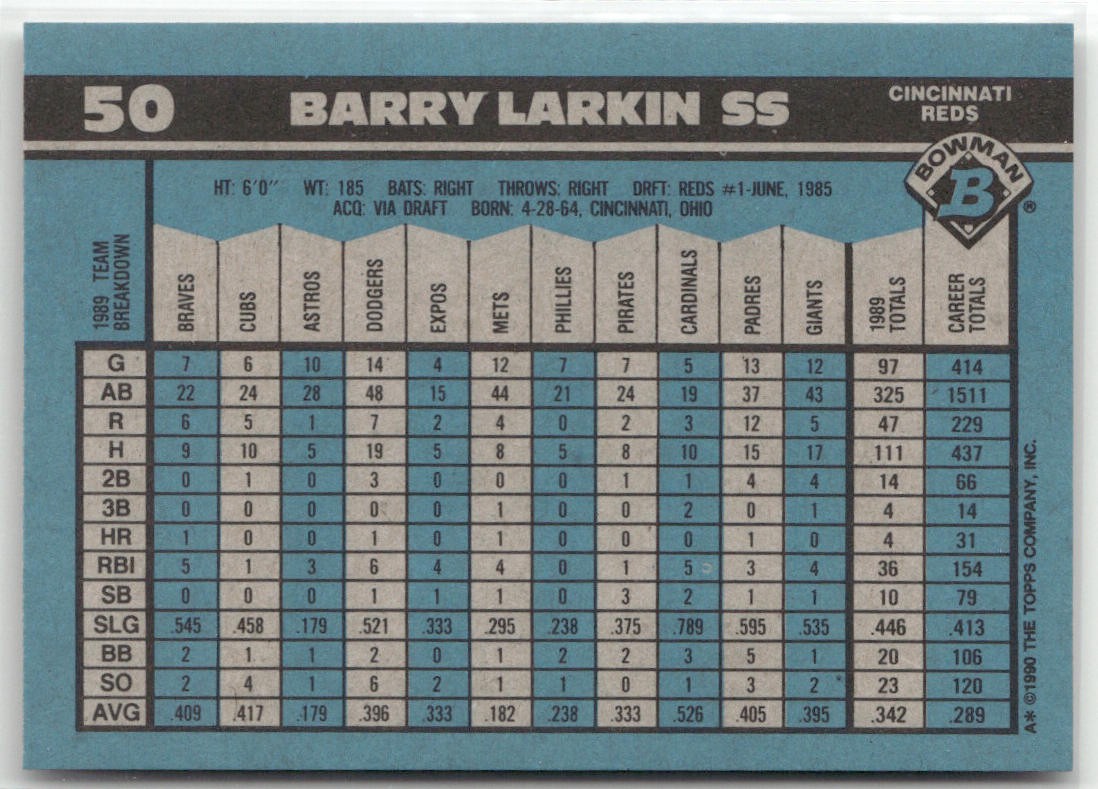 50 BARRY LARKIN SS CINCINNATI
REDS
BOWMAN
B
®
HT: 6'0" WT: 185 BATS: RIGHT THROWS: RIGHT DRFT: REDS #1-JUNE, 1985
ACQ: VIA DRAFT BORN: 4-28-64, CINCINNATI, OHIO
1989 TEAM
BREAKDOWN
BRAVES
CUBS
ASTROS
DODGERS
EXPOS
METS
PHILLIES
PIRATES
CARDINALS
PADRES
GIANTS
1989
TOTALS
CAREER
TOTALS
G 7 6 10 14 4 12 7 7 5 13 12 97 414
AB 22 24 28 48 15 44 21 24 19 37 43 325 1511
R 6 5 1 7 2 4 0 2 3 12 5 47 229
H 9 10 5 19 5 8 5 8 10 15 17 111 437
2B 0 1 0 3 0 0 0 1 1 4 4 14 66
3B 0 0 0 0 0 1 0 0 2 0 1 4 14
HR 1 0 0 1 0 1 0 0 0 1 0 4 31
RBI 5 1 3 6 4 4 0 1 5 3 4 36 154
SB 0 0 0 1 1 1 0 3 2 1 1 10 79
SLG .545 .458 .179 .521 .333 .295 .238 .375 .789 .595 .535 .446 .413
BB 2 1 1 2 0 1 2 2 3 5 1 20 106
SO 2 4 1 6 2 1 1 0 1 3 2 23 120
AVG .409 .417 .179 .396 .333 .182 .238 .333 .526 .405 .395 .342 .289
A* ©1990 THE TOPPS COMPANY, INC.